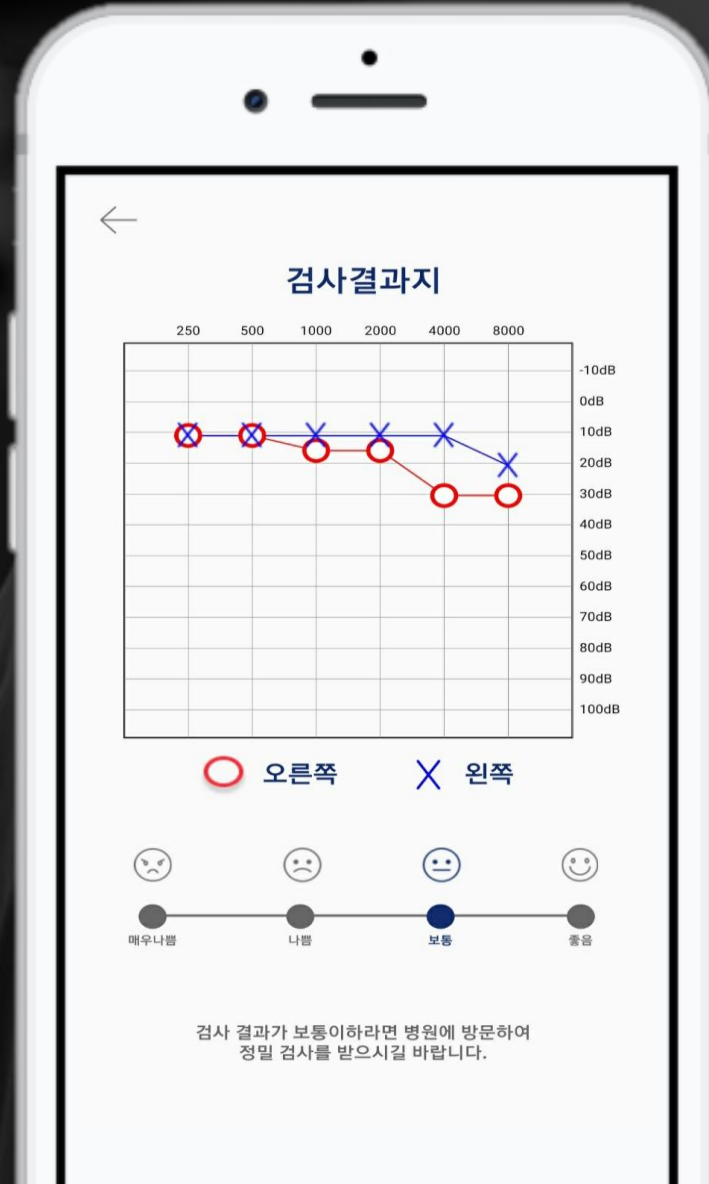 검사결과지
250 500 1000 2000 4000 8000
-10dB
0dB
10dB
20dB
30dB
40dB
50dB
60dB
70dB
80dB
90dB
100dB
오른쪽 왼쪽
매우나쁨 나쁨 보통 좋음
검사 결과가 보통이하라면 병원에 방문하여
정밀 검사를 받으시길 바랍니다.